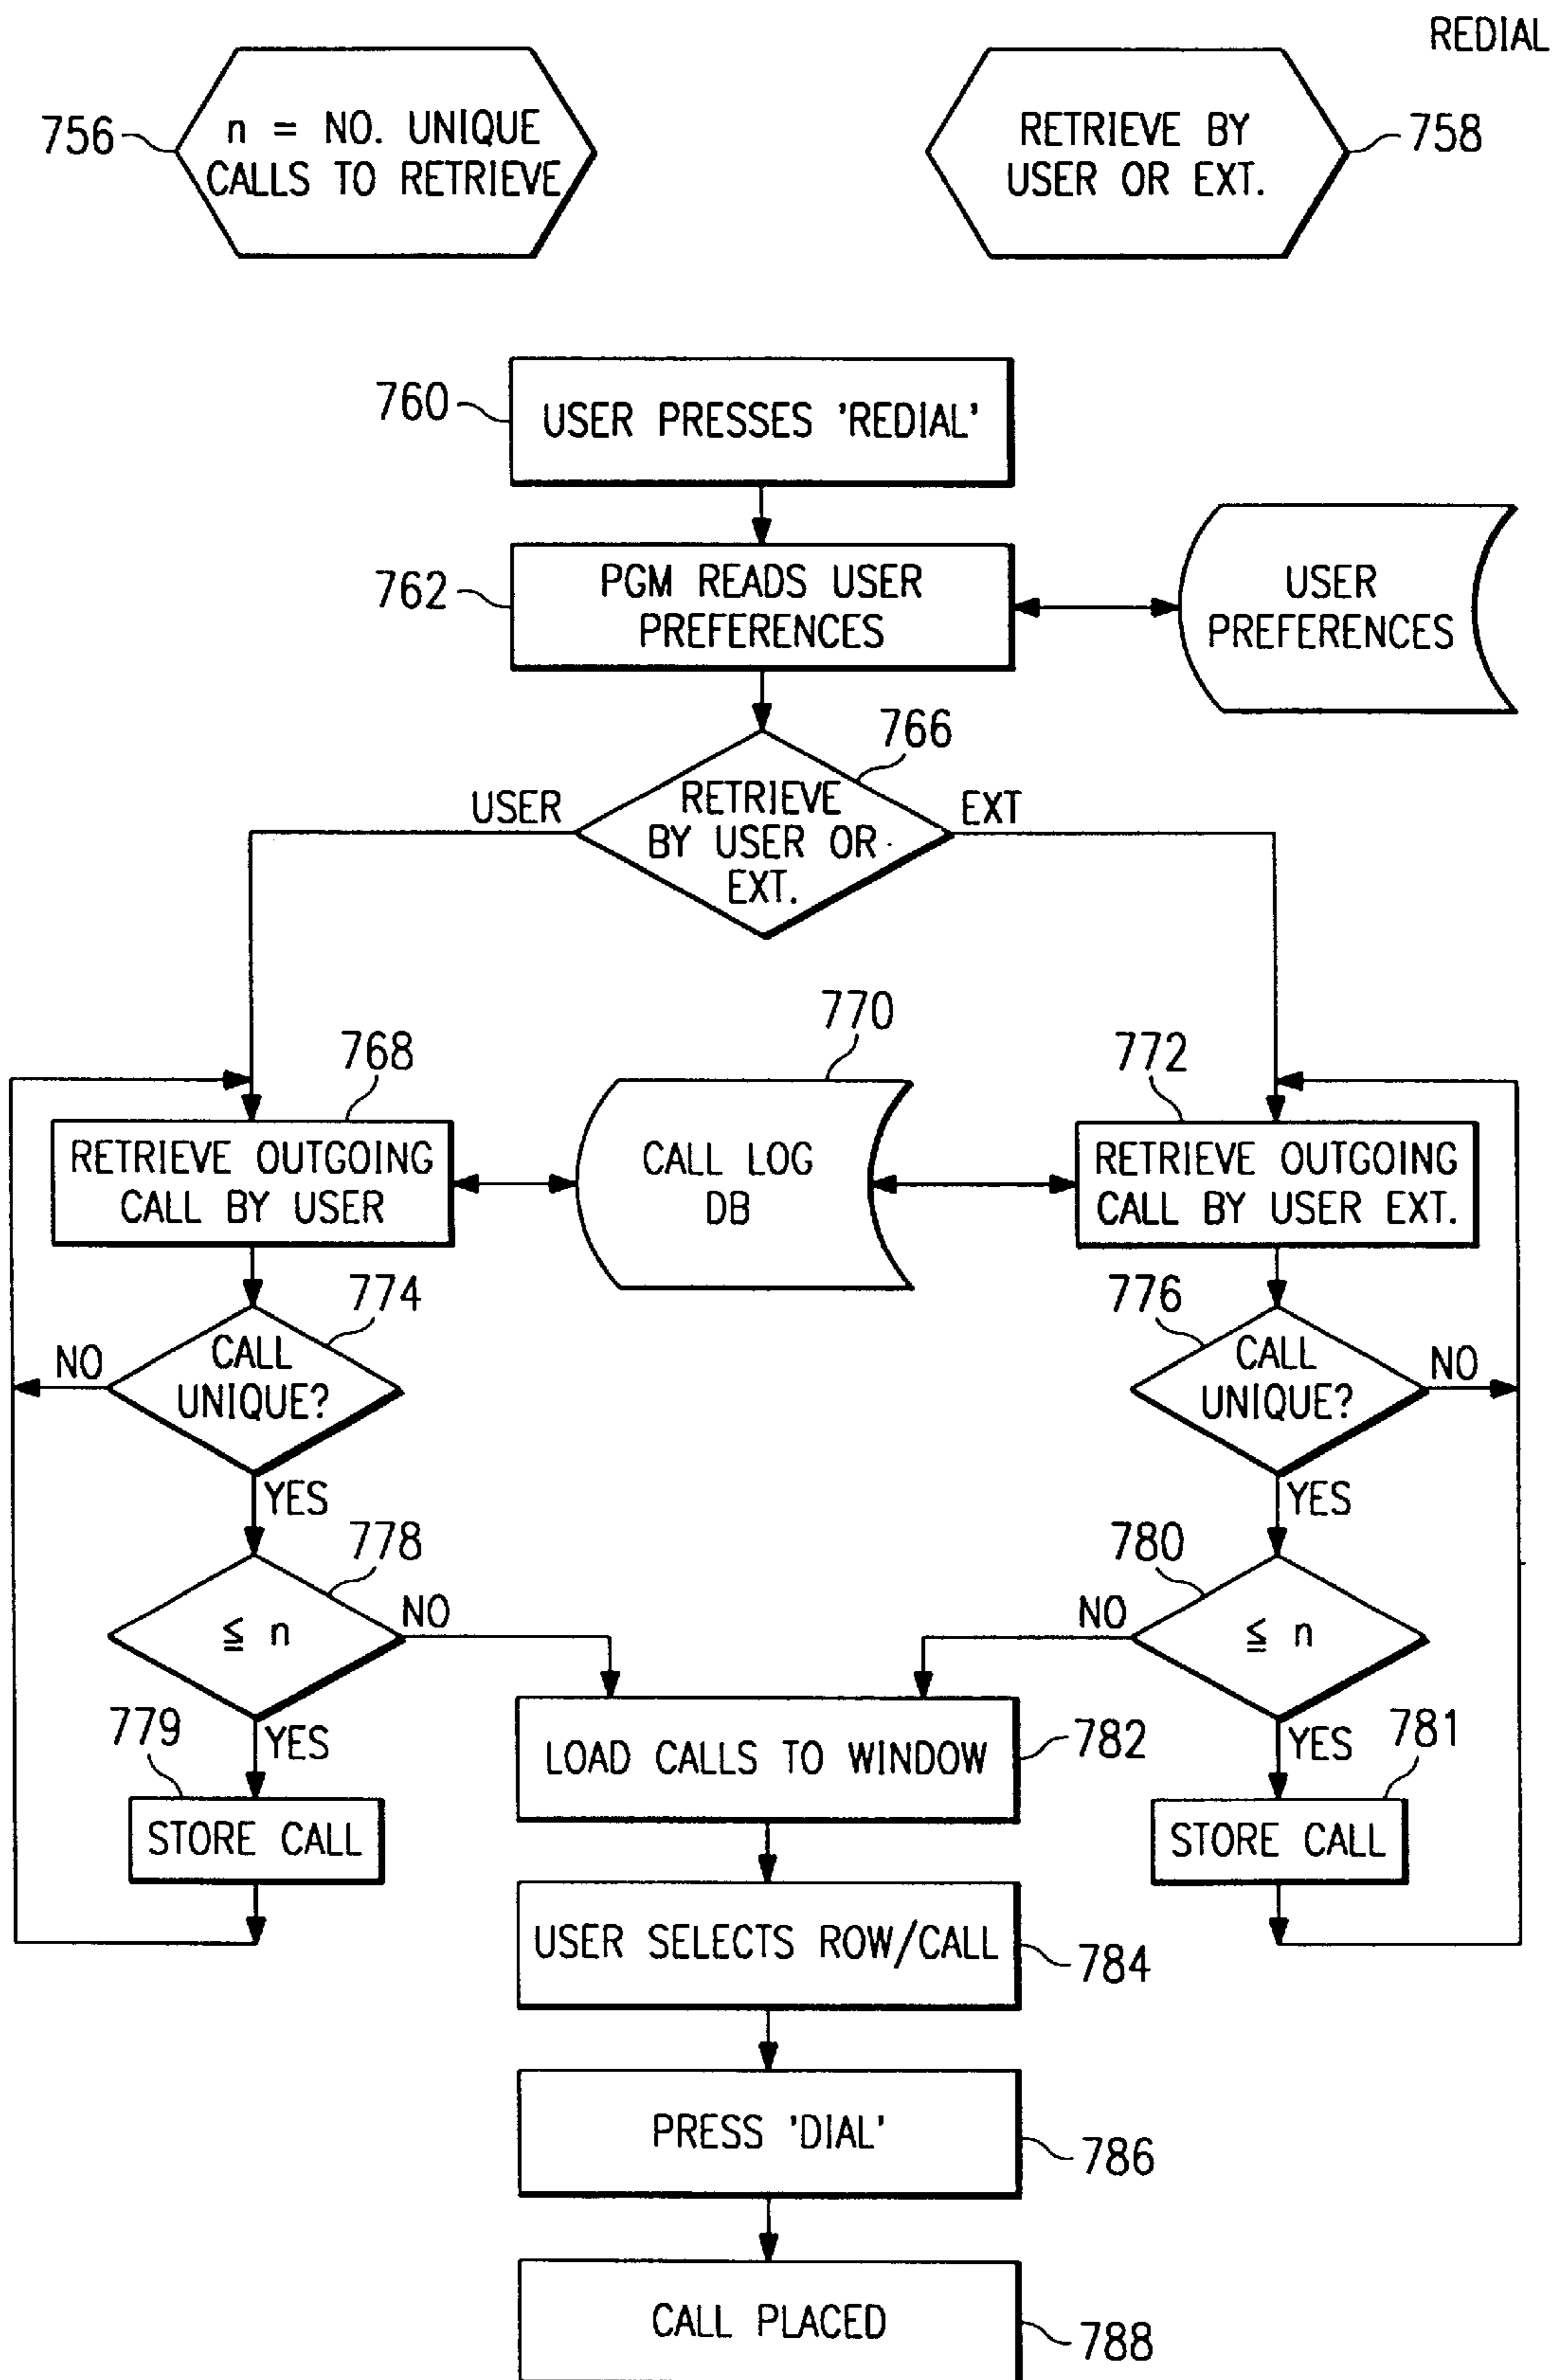 REDIAL
756
n = NO. UNIQUE
CALLS TO RETRIEVE
RETRIEVE BY
USER OR EXT.
758
760
USER PRESSES 'REDIAL'
762
PGM READS USER
PREFERENCES
USER
PREFERENCES
766
USER
RETRIEVE
BY USER OR
EXT.
EXT
768
770
772
RETRIEVE OUTGOING
CALL BY USER
CALL LOG
DB
RETRIEVE OUTGOING
CALL BY USER EXT.
774
776
NO
CALL
UNIQUE?
CALL
UNIQUE?
NO
YES
YES
778
780
≦ n
NO
NO
≦ n
779
YES
LOAD CALLS TO WINDOW
782
YES
781
STORE CALL
STORE CALL
USER SELECTS ROW/CALL
784
PRESS 'DIAL'
786
CALL PLACED
788